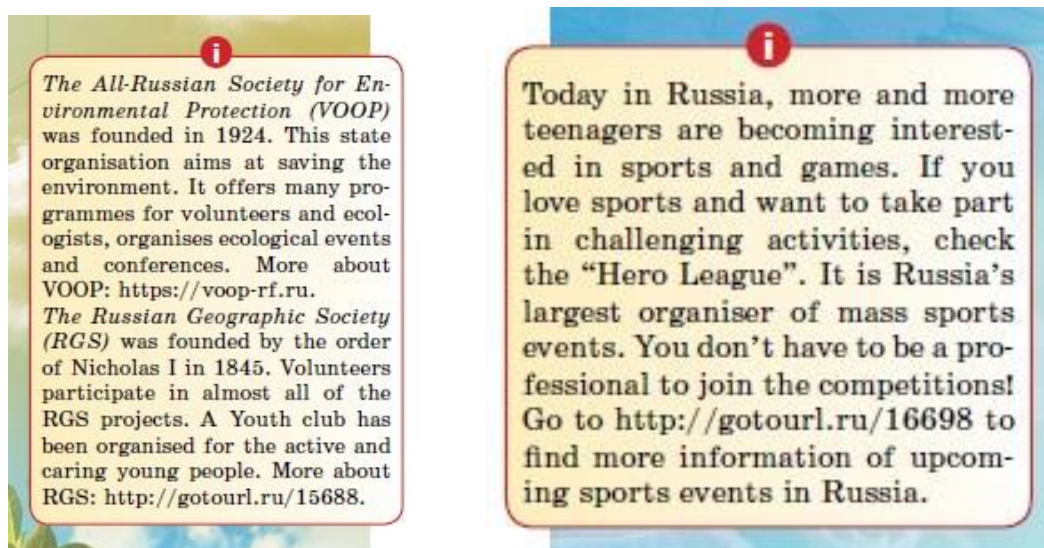 i
The All-Russian Society for En-
vironmental Protection (VOOP)
was founded in 1924. This state
organisation aims at saving the
environment. It offers many pro-
grammes for volunteers and ecol-
ogists, organises ecological events
and conferences. More about
VOOP: https://voop-rf.ru.
The Russian Geographic Society
(RGS) was founded by the order
of Nicholas I in 1845. Volunteers
participate in almost all of the
RGS projects. A Youth club has
been organised for the active and
caring young people. More about
RGS: http://gotourl.ru/15688.
i
Today in Russia, more and more
teenagers are becoming interest-
ed in sports and games. If you
love sports and want to take part
in challenging activities, check
the “Hero League”. It is Russia’s
largest organiser of mass sports
events. You don’t have to be a pro-
fessional to join the competitions!
Go to http://gotourl.ru/16698 to
find more information of upcom-
ing sports events in Russia.